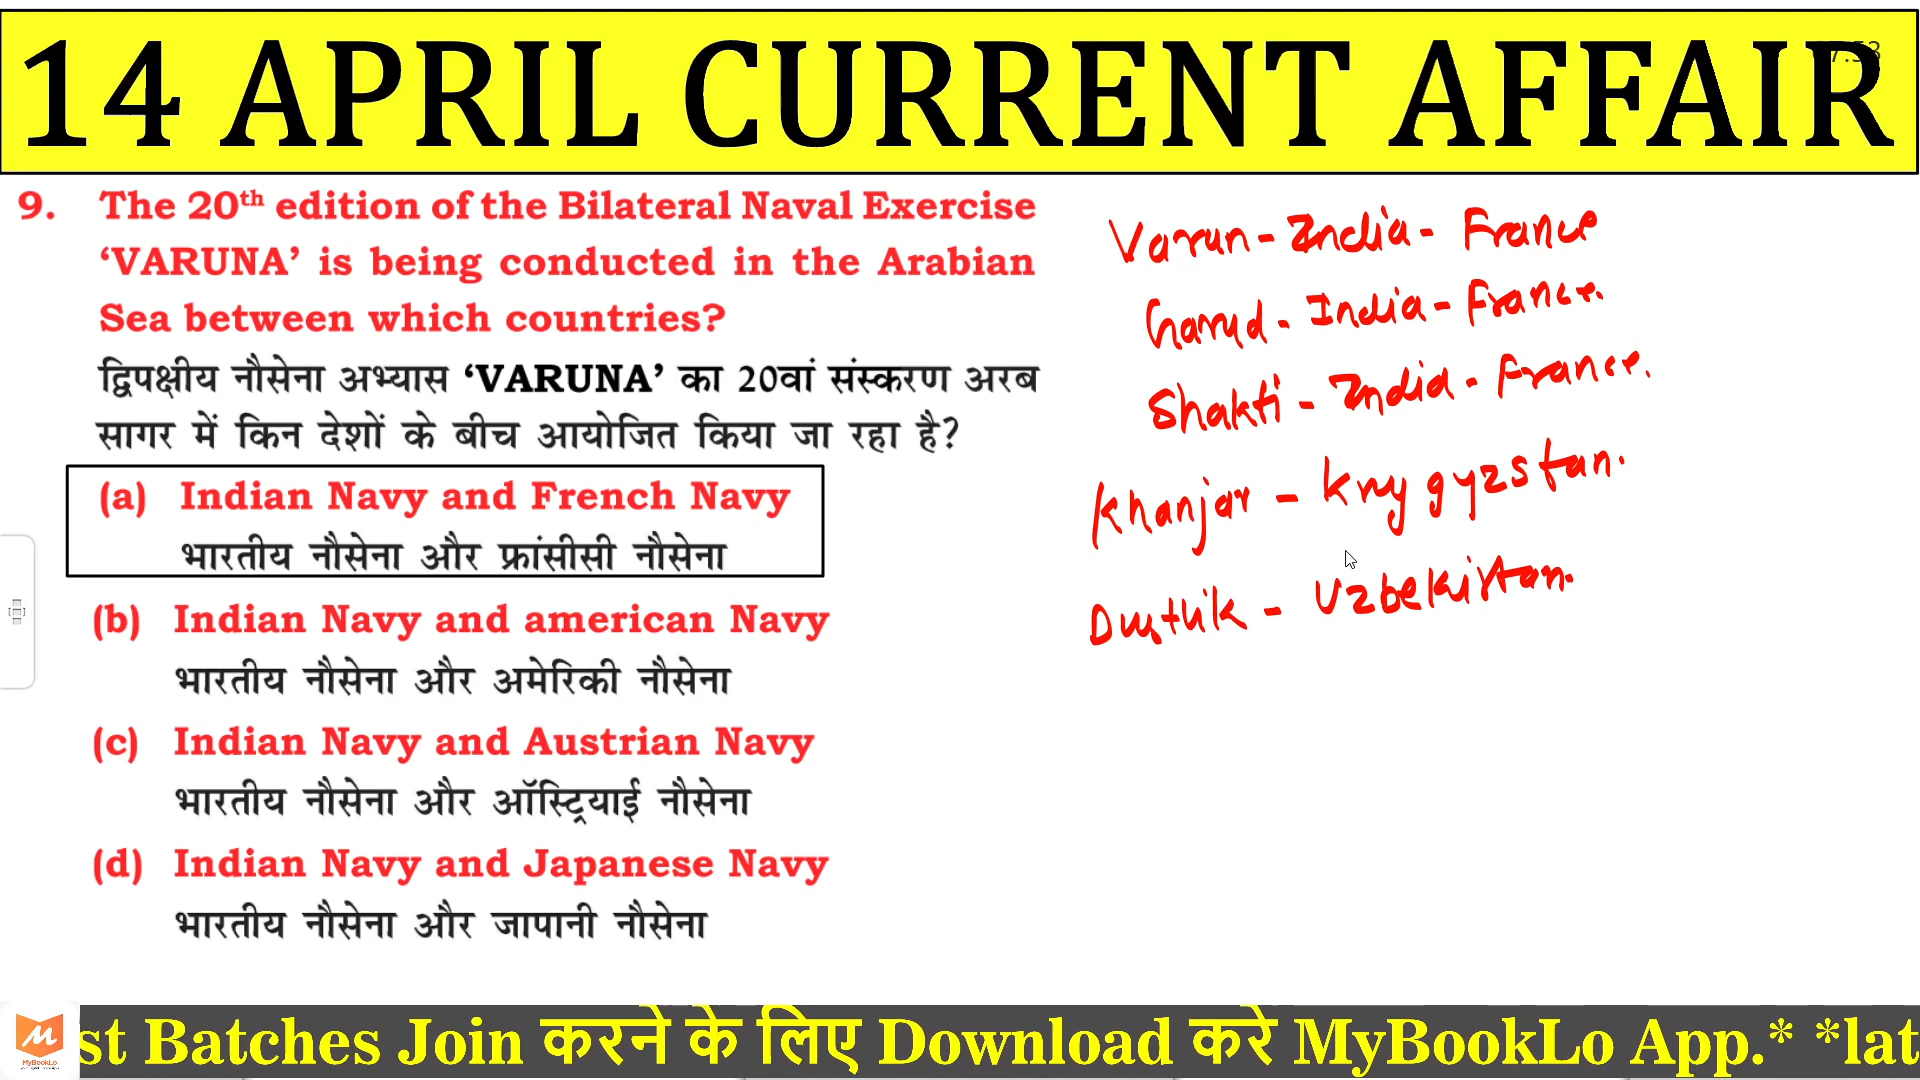 14 APRIL CURRENT AFFAIR
9. The 20th edition of the Bilateral Naval Exercise
‘VARUNA’ is being conducted in the Arabian
Sea between which countries?
द्विपक्षीय नौसेना अभ्यास ‘VARUNA’ का 20वां संस्करण अरब
सागर में किन देशों के बीच आयोजित किया जा रहा है?
(a) Indian Navy and French Navy
भारतीय नौसेना और फ्रांसीसी नौसेना
(b) Indian Navy and american Navy
भारतीय नौसेना और अमेरिकी नौसेना
(c) Indian Navy and Austrian Navy
भारतीय नौसेना और ऑस्ट्रियाई नौसेना
(d) Indian Navy and Japanese Navy
भारतीय नौसेना और जापानी नौसेना
Varun - India - France
Garud - India - France.
Shakti - India - France.
Khanjar - Krygyzstan.
Dustlik - Uzbekistan.
MyBookLo
st Batches Join करने के लिए Download करे MyBookLo App.* *lat